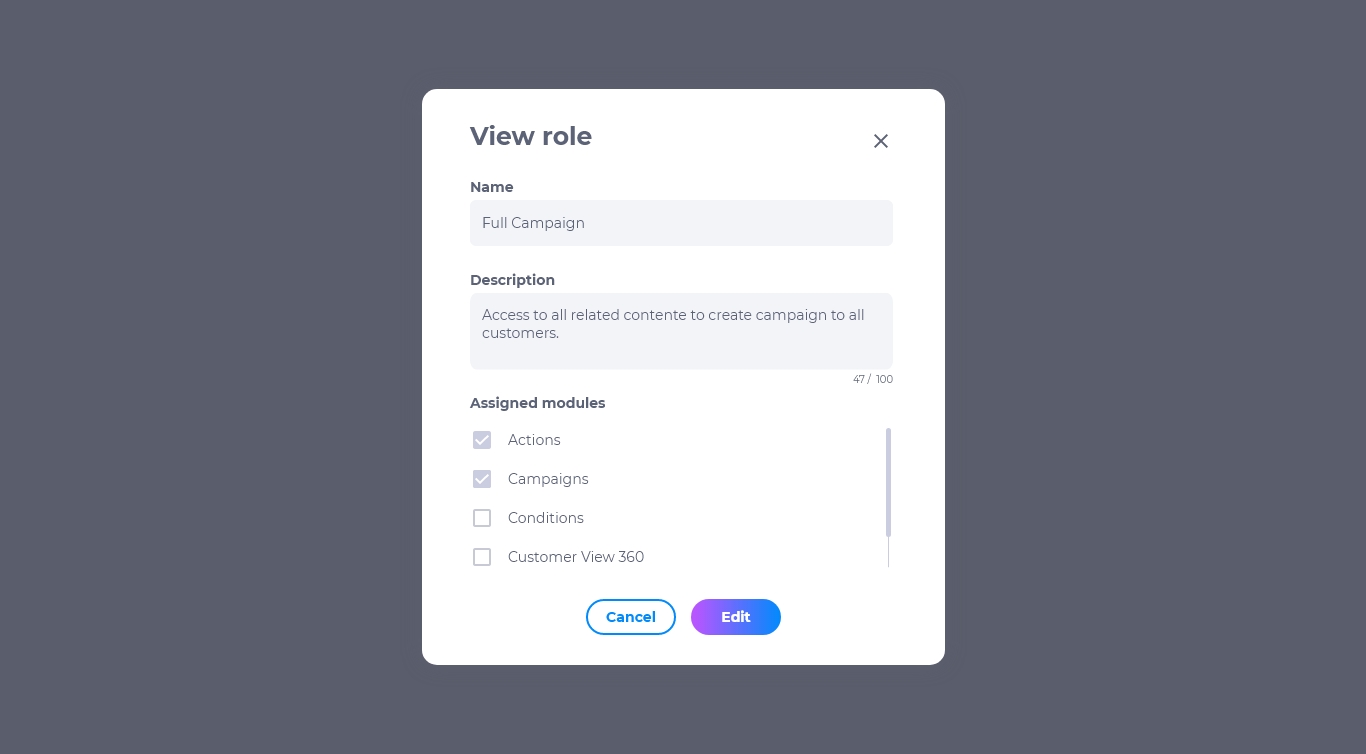 View role
Name
Full Campaign
Description
Access to all related contente to create campaign to all
customers.
47 / 100
Assigned modules
Actions
Campaigns
Conditions
Customer View 360
Cancel
Edit